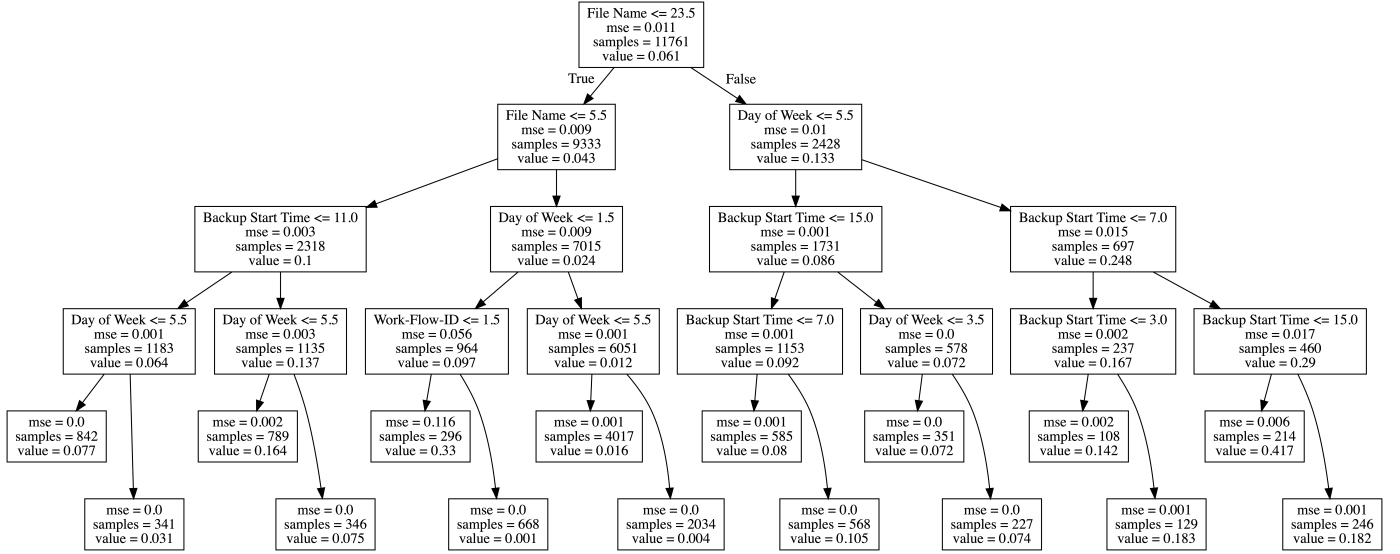 File Name <= 23.5
mse = 0.011
samples = 11761
value = 0.061
True
False
File Name <= 5.5
mse = 0.009
samples = 9333
value = 0.043
Day of Week <= 5.5
mse = 0.01
samples = 2428
value = 0.133
Backup Start Time <= 11.0
mse = 0.003
samples = 2318
value = 0.1
Day of Week <= 1.5
mse = 0.009
samples = 7015
value = 0.024
Backup Start Time <= 15.0
mse = 0.001
samples = 1731
value = 0.086
Backup Start Time <= 7.0
mse = 0.015
samples = 697
value = 0.248
Day of Week <= 5.5
mse = 0.001
samples = 1183
value = 0.064
Day of Week <= 5.5
mse = 0.003
samples = 1135
value = 0.137
Work-Flow-ID <= 1.5
mse = 0.056
samples = 964
value = 0.097
Day of Week <= 5.5
mse = 0.001
samples = 6051
value = 0.012
Backup Start Time <= 7.0
mse = 0.001
samples = 1153
value = 0.092
Day of Week <= 3.5
mse = 0.0
samples = 578
value = 0.072
Backup Start Time <= 3.0
mse = 0.002
samples = 237
value = 0.167
Backup Start Time <= 15.0
mse = 0.017
samples = 460
value = 0.29
mse = 0.0
samples = 842
value = 0.077
mse = 0.002
samples = 789
value = 0.164
mse = 0.116
samples = 296
value = 0.33
mse = 0.001
samples = 4017
value = 0.016
mse = 0.001
samples = 585
value = 0.08
mse = 0.0
samples = 351
value = 0.072
mse = 0.002
samples = 108
value = 0.142
mse = 0.006
samples = 214
value = 0.417
mse = 0.0
samples = 341
value = 0.031
mse = 0.0
samples = 346
value = 0.075
mse = 0.0
samples = 668
value = 0.001
mse = 0.0
samples = 2034
value = 0.004
mse = 0.0
samples = 568
value = 0.105
mse = 0.0
samples = 227
value = 0.074
mse = 0.001
samples = 129
value = 0.183
mse = 0.001
samples = 246
value = 0.182